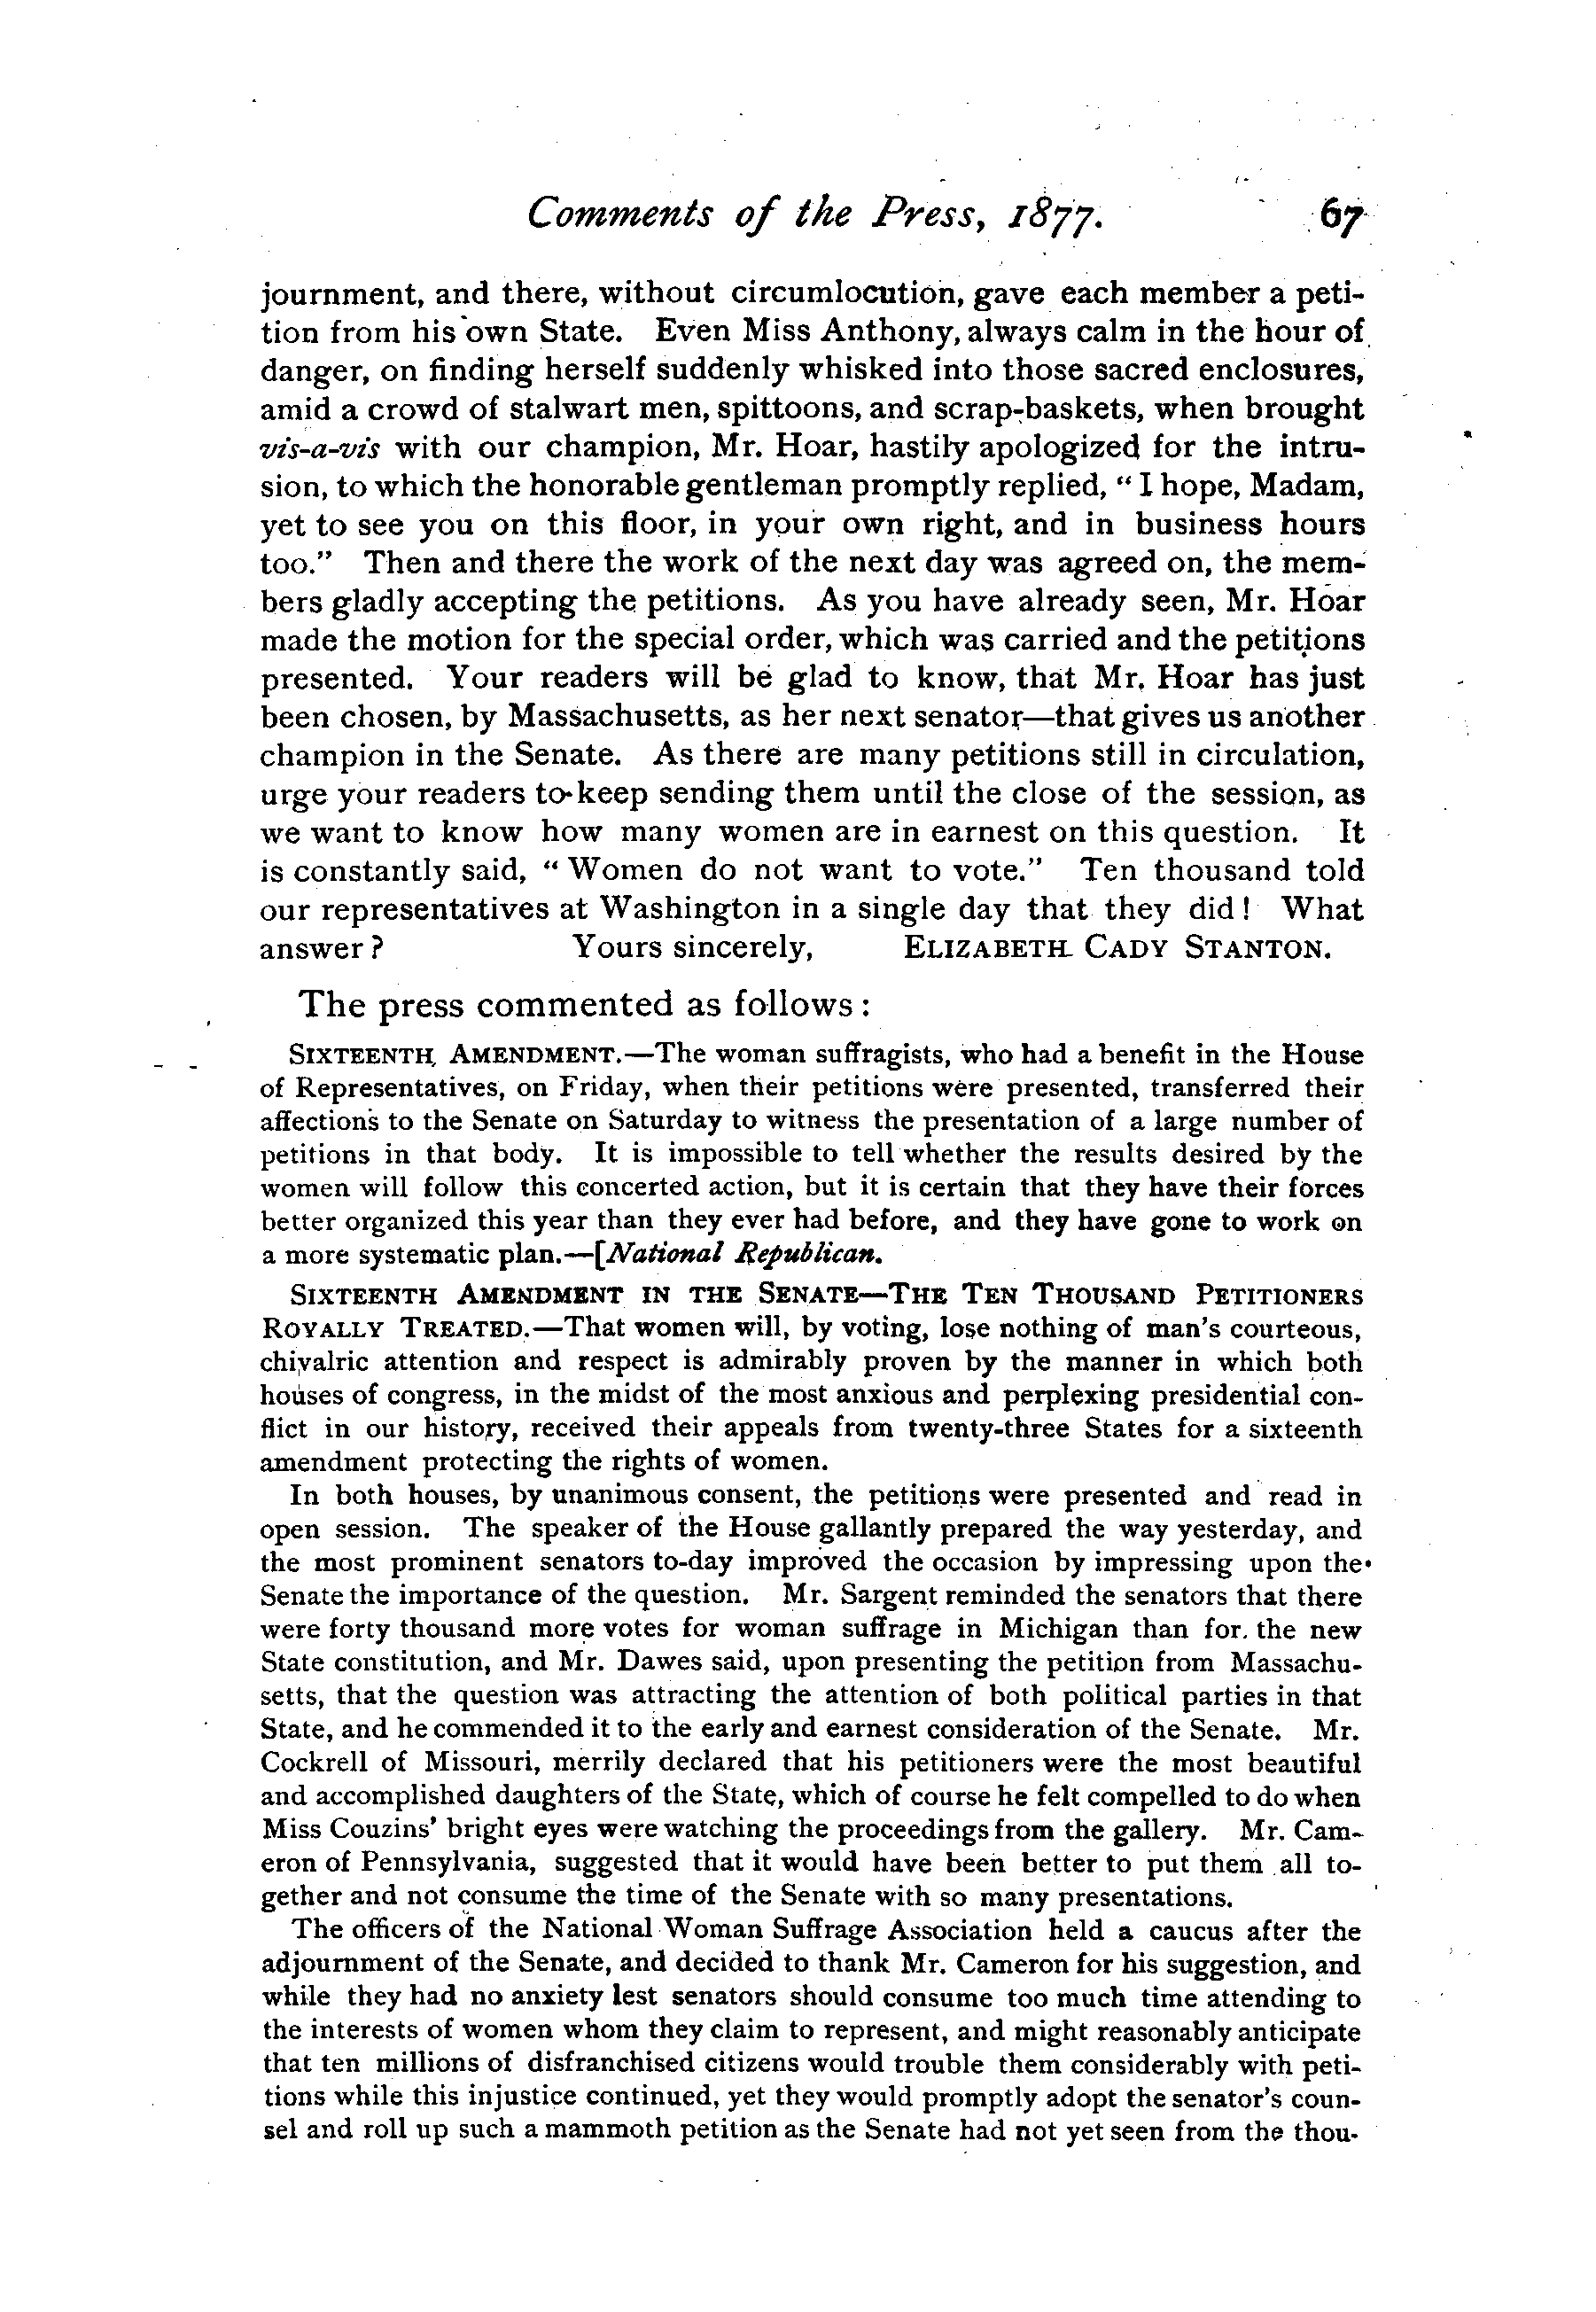 Comments of the Press, 1877. 67
journment, and there, without circumlocution, gave each member a peti-
tion from his own State. Even Miss Anthony, always calm in the hour of
danger, on finding herself suddenly whisked into those sacred enclosures,
amid a crowd of stalwart men, spittoons, and scrap-baskets, when brought
vis-a-vis with our champion, Mr. Hoar, hastily apologized for the intru-
sion, to which the honorable gentleman promptly replied, “ I hope, Madam,
yet to see you on this floor, in your own right, and in business hours
too.” Then and there the work of the next day was agreed on, the mem-
bers gladly accepting the petitions. As you have already seen, Mr. Hoar
made the motion for the special order, which was carried and the petitions
presented. Your readers will be glad to know, that Mr. Hoar has just
been chosen, by Massachusetts, as her next senator—that gives us another
champion in the Senate. As there are many petitions still in circulation,
urge your readers to keep sending them until the close of the session, as
we want to know how many women are in earnest on this question. It
is constantly said, “ Women do not want to vote.” Ten thousand told
our representatives at Washington in a single day that they did ! What
answer ? Yours sincerely, ELIZABETH CADY STANTON.
The press commented as follows :
SIXTEENTH AMENDMENT.—The woman suffragists, who had a benefit in the House
of Representatives, on Friday, when their petitions were presented, transferred their
affections to the Senate on Saturday to witness the presentation of a large number of
petitions in that body. It is impossible to tell whether the results desired by the
women will follow this concerted action, but it is certain that they have their forces
better organized this year than they ever had before, and they have gone to work on
a more systematic plan.—[National Republican.
SIXTEENTH AMENDMENT IN THE SENATE—THE TEN THOUSAND PETITIONERS
ROYALLY TREATED.—That women will, by voting, lose nothing of man's courteous,
chivalric attention and respect is admirably proven by the manner in which both
houses of congress, in the midst of the most anxious and perplexing presidential con-
flict in our history, received their appeals from twenty-three States for a sixteenth
amendment protecting the rights of women.
In both houses, by unanimous consent, the petitions were presented and read in
open session. The speaker of the House gallantly prepared the way yesterday, and
the most prominent senators to-day improved the occasion by impressing upon the
Senate the importance of the question. Mr. Sargent reminded the senators that there
were forty thousand more votes for woman suffrage in Michigan than for the new
State constitution, and Mr. Dawes said, upon presenting the petition from Massachu-
setts, that the question was attracting the attention of both political parties in that
State, and he commended it to the early and earnest consideration of the Senate. Mr.
Cockrell of Missouri, merrily declared that his petitioners were the most beautiful
and accomplished daughters of the State, which of course he felt compelled to do when
Miss Couzins' bright eyes were watching the proceedings from the gallery. Mr. Cam-
eron of Pennsylvania, suggested that it would have been better to put them all to-
gether and not consume the time of the Senate with so many presentations.
The officers of the National Woman Suffrage Association held a caucus after the
adjournment of the Senate, and decided to thank Mr. Cameron for his suggestion, and
while they had no anxiety lest senators should consume too much time attending to
the interests of women whom they claim to represent, and might reasonably anticipate
that ten millions of disfranchised citizens would trouble them considerably with peti-
tions while this injustice continued, yet they would promptly adopt the senator's coun-
sel and roll up such a mammoth petition as the Senate had not yet seen from the thou-